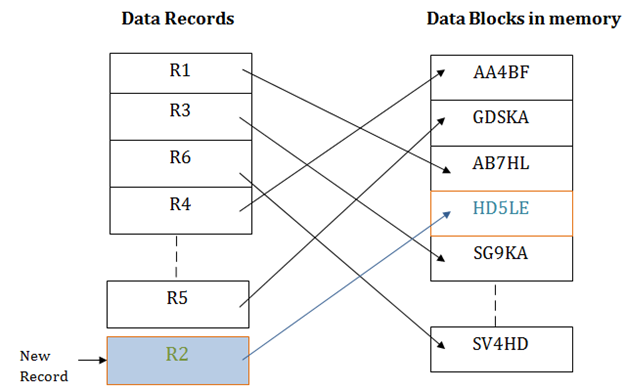 Data Records
Data Blocks in memory
R1
R3
R6
R4
R5
R2
New
Record
AA4BF
GDSKA
AB7HL
HD5LE
SG9KA
SV4HD